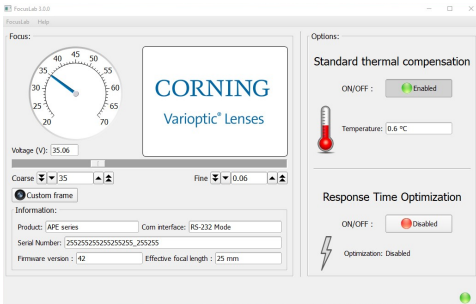 FocusLab 3.0.0
FocusLab Help
Focus:
40 45 50
35 55
30 60
25 65
20 70
CORNING
Varioptic® Lenses
Voltage (V): 35.06
Coarse 35 Fine 0.06
Custom frame
Information:
Product: APE series Com interface: RS-232 Mode
Serial Number: 255255255255255255_255255
Firmware version : 42 Effective focal length : 25 mm
Options:
Standard thermal compensation
ON/OFF : Enabled
Temperature: 0.6 °C
Response Time Optimization
ON/OFF : Disabled
Optimization: Disabled